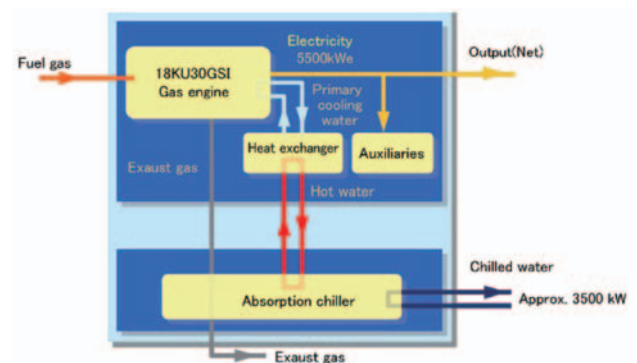 Fuel gas
18KU30GSI
Gas engine
Electricity
5500kWe
Output(Net)
Primary
cooling
water
Heat exchanger
Auxiliaries
Exaust gas
Hot water
Absorption chiller
Chilled water
Approx. 3500 kW
Exaust gas